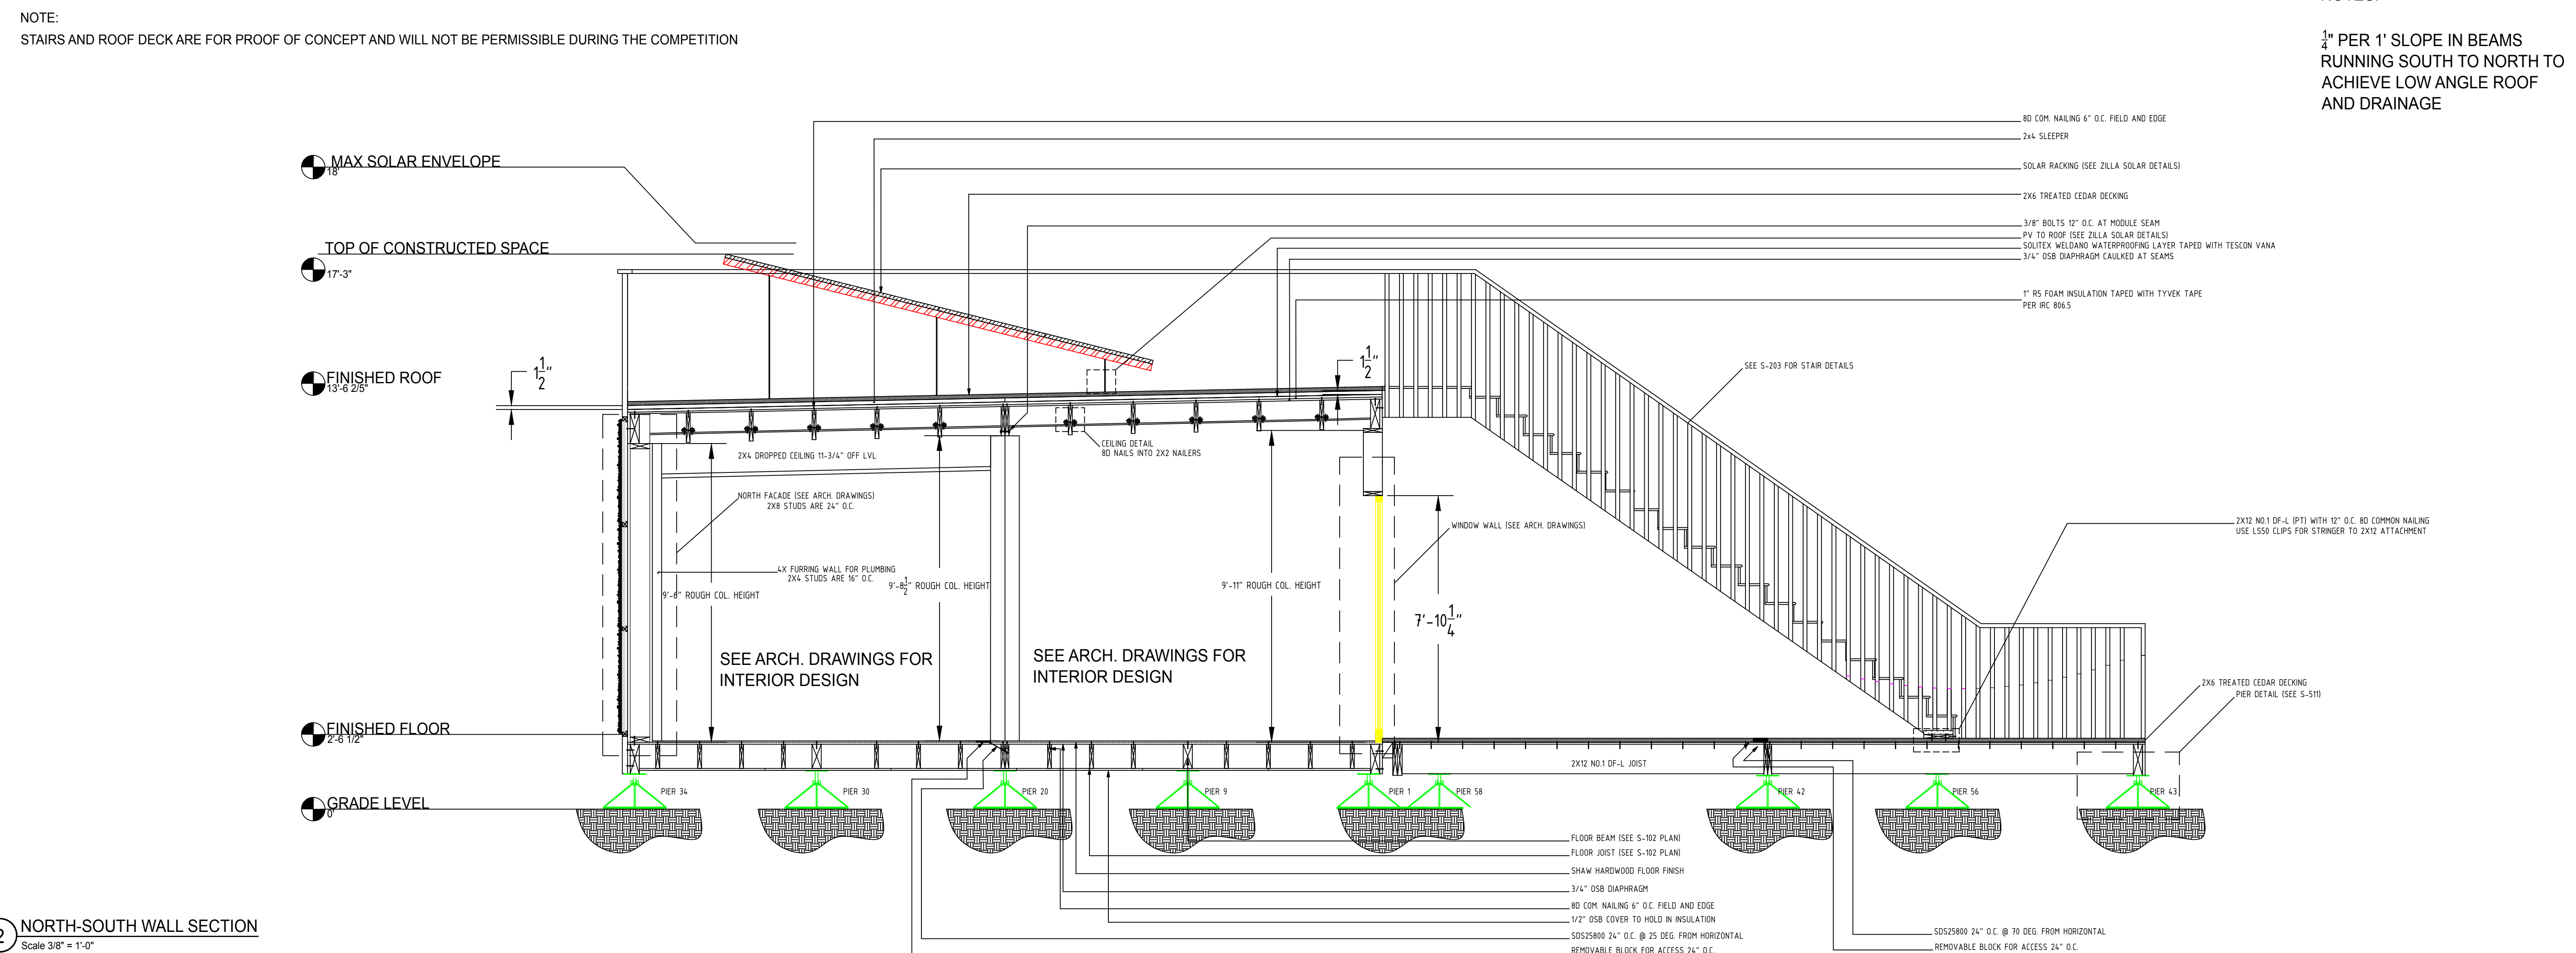 NOTE:
STAIRS AND ROOF DECK ARE FOR PROOF OF CONCEPT AND WILL NOT BE PERMISSIBLE DURING THE COMPETITION
1/4" PER 1' SLOPE IN BEAMS
RUNNING SOUTH TO NORTH TO
ACHIEVE LOW ANGLE ROOF
AND DRAINAGE
8D COM. NAILING 6" O.C. FIELD AND EDGE
2x4 SLEEPER
SOLAR RACKING (SEE ZILLA SOLAR DETAILS)
2X6 TREATED CEDAR DECKING
3/8" BOLTS 12" O.C. AT MODULE SEAM
PV TO ROOF (SEE ZILLA SOLAR DETAILS)
SOLITEX WELDANO WATERPROOFING LAYER TAPED WITH TESCON VANA
3/4" OSB DIAPHRAGM CAULKED AT SEAMS
1" R5 FOAM INSULATION TAPED WITH TYVEK TAPE
PER IRC 806.5
MAX SOLAR ENVELOPE
18'
TOP OF CONSTRUCTED SPACE
17'-3"
FINISHED ROOF
13'-6 2/5"
1 1/2"
1 1/2"
SEE S-203 FOR STAIR DETAILS
CEILING DETAIL
8D NAILS INTO 2X2 NAILERS
2X4 DROPPED CEILING 11-3/4" OFF LVL
NORTH FACADE (SEE ARCH. DRAWINGS)
2X8 STUDS ARE 24" O.C.
WINDOW WALL (SEE ARCH. DRAWINGS)
2X12 NO.1 DF-L (PT) WITH 12" O.C. 8D COMMON NAILING
USE LS50 CLIPS FOR STRINGER TO 2X12 ATTACHMENT
4X FURRING WALL FOR PLUMBING
2X4 STUDS ARE 16" O.C.
9'-6" ROUGH COL. HEIGHT
9'-8 1/2" ROUGH COL. HEIGHT
9'-11" ROUGH COL. HEIGHT
7'-10 1/4"
SEE ARCH. DRAWINGS FOR
INTERIOR DESIGN
SEE ARCH. DRAWINGS FOR
INTERIOR DESIGN
2X6 TREATED CEDAR DECKING
PIER DETAIL (SEE S-511)
FINISHED FLOOR
2'-6 1/2"
2X12 NO.1 DF-L JOIST
GRADE LEVEL
0'
PIER 34
PIER 30
PIER 20
PIER 9
PIER 1
PIER 58
PIER 42
PIER 56
PIER 43
FLOOR BEAM (SEE S-102 PLAN)
FLOOR JOIST (SEE S-102 PLAN)
SHAW HARDWOOD FLOOR FINISH
3/4" OSB DIAPHRAGM
8D COM. NAILING 6" O.C. FIELD AND EDGE
1/2" OSB COVER TO HOLD IN INSULATION
SDS25800 24" O.C. @ 25 DEG. FROM HORIZONTAL
REMOVABLE BLOCK FOR ACCESS 24" O.C.
SDS25800 24" O.C. @ 70 DEG. FROM HORIZONTAL
REMOVABLE BLOCK FOR ACCESS 24" O.C.
2
NORTH-SOUTH WALL SECTION
Scale 3/8" = 1'-0"